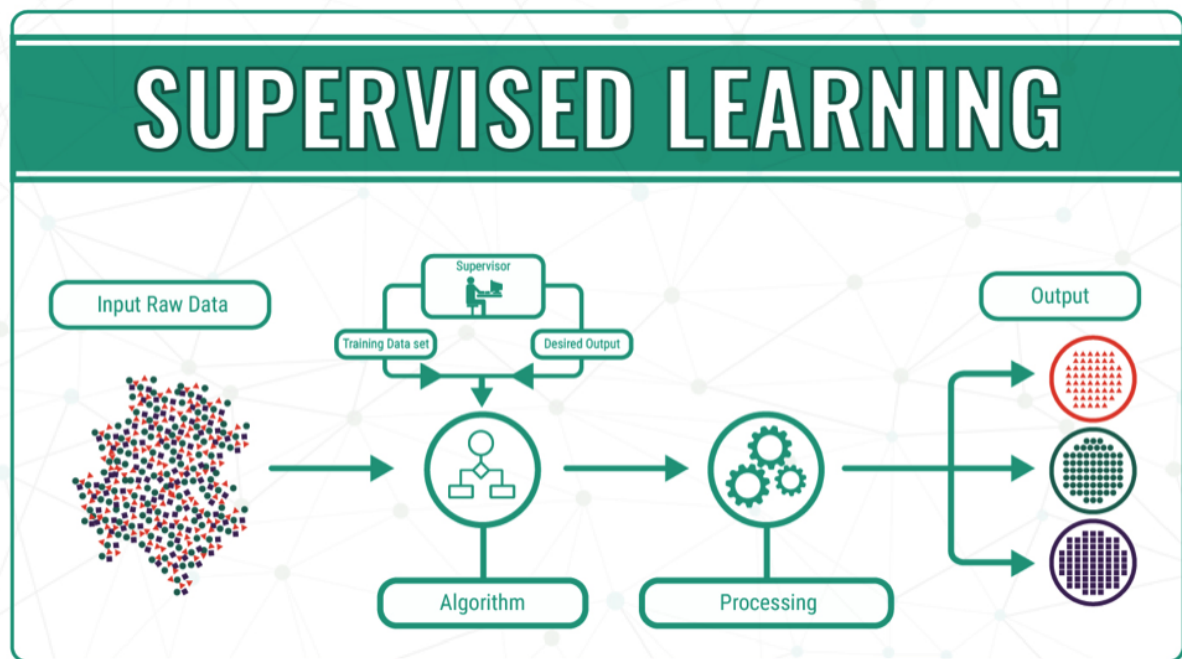 SUPERVISED LEARNING
Input Raw Data
Supervisor
Training Data set
Desired Output
Algorithm
Processing
Output